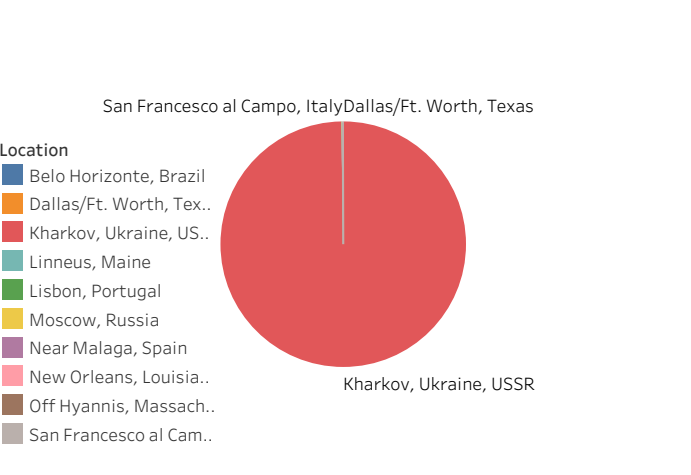 San Francesco al Campo, ItalyDallas/Ft. Worth, Texas
Location
Belo Horizonte, Brazil
Dallas/Ft. Worth, Tex..
Kharkov, Ukraine, US..
Linneus, Maine
Lisbon, Portugal
Moscow, Russia
Near Malaga, Spain
New Orleans, Louisia..
Off Hyannis, Massach..
San Francesco al Cam..
Kharkov, Ukraine, USSR